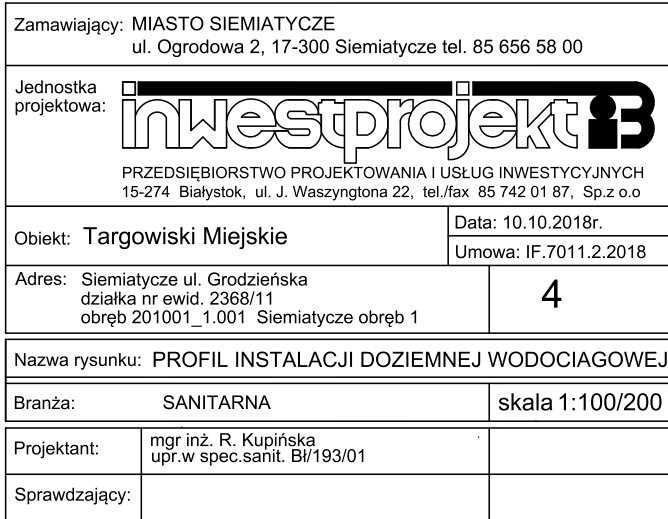 Zamawiający: MIASTO SIEMIATYCZE
ul. Ogrodowa 2, 17-300 Siemiatycze tel. 85 656 58 00
Jednostka
projektowa:
inwestprojekt iB
PRZEDSIĘBIORSTWO PROJEKTOWANIA I USŁUG INWESTYCYJNYCH
15-274 Białystok, ul. J. Waszyngtona 22, tel./fax 85 742 01 87, Sp.z o.o
Obiekt: Targowiski Miejskie
Data: 10.10.2018r.
Umowa: IF.7011.2.2018
Adres: Siemiatycze ul. Grodzieńska
działka nr ewid. 2368/11
obręb 201001_1.001 Siemiatycze obręb 1
4
Nazwa rysunku: PROFIL INSTALACJI DOZIEMNEJ WODOCIAGOWEJ
Branża: SANITARNA
skala 1:100/200
Projektant: mgr inż. R. Kupińska
upr.w spec.sanit. Bł/193/01
Sprawdzający: